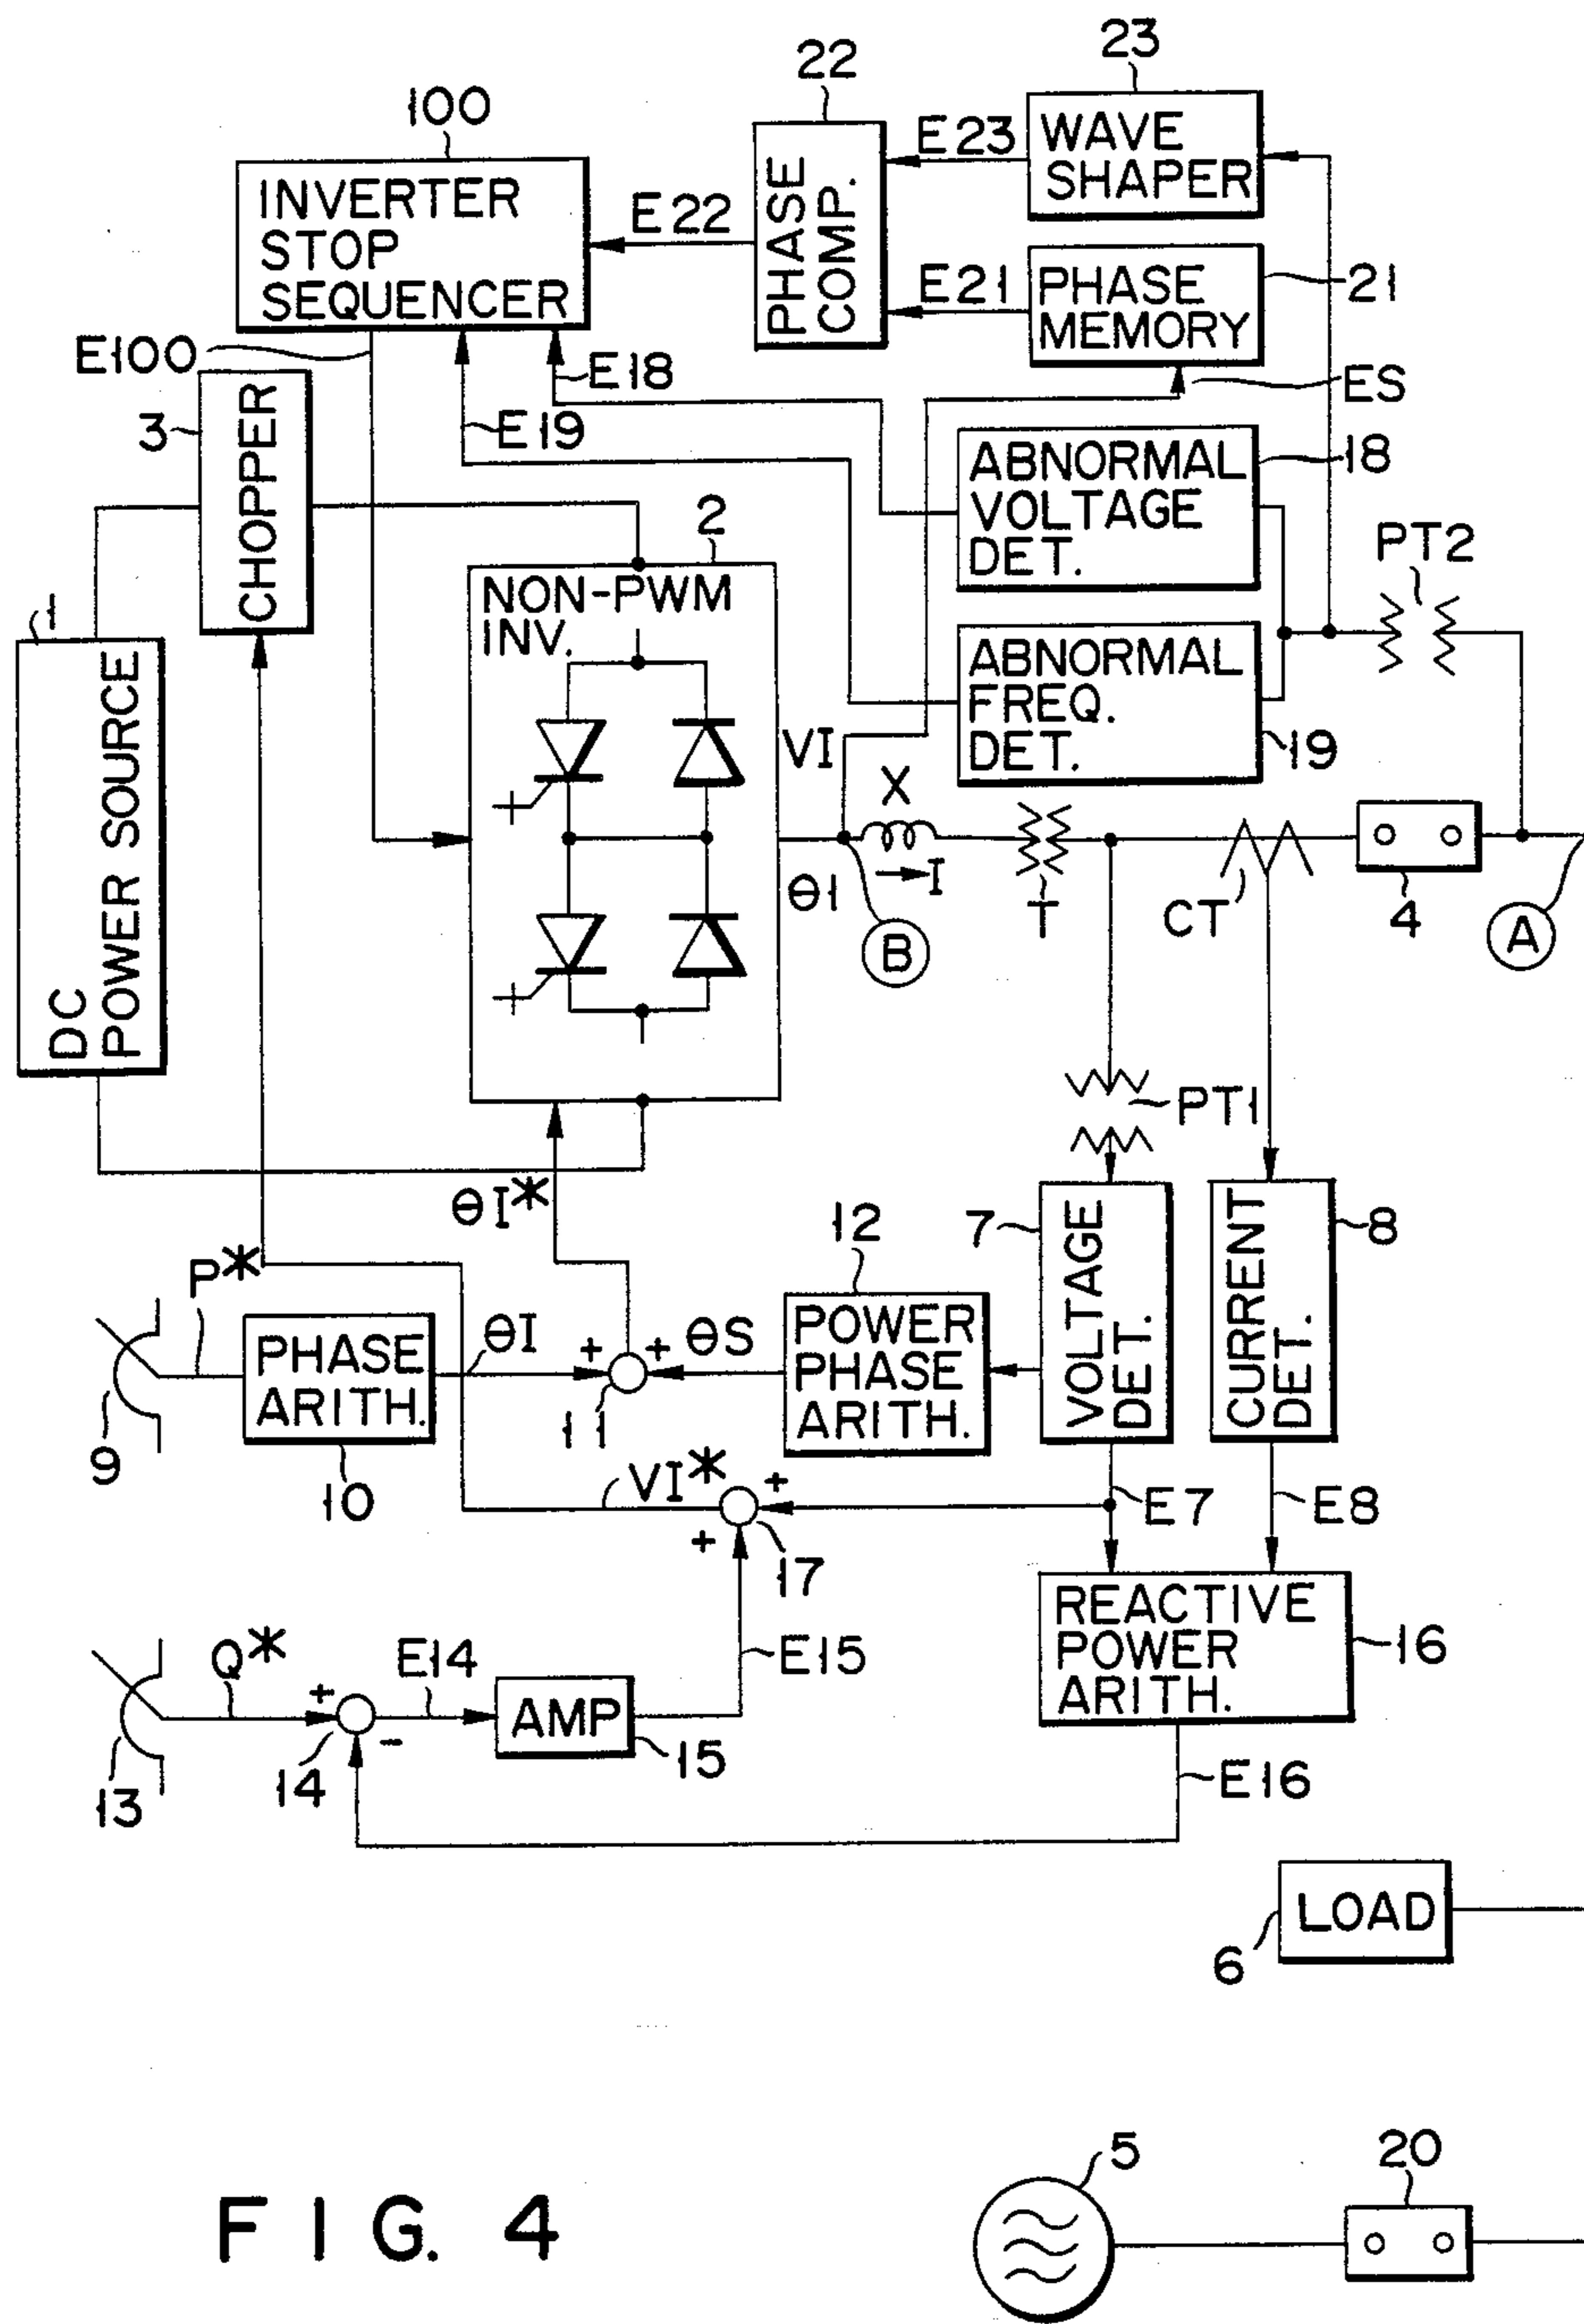 23
22
100
WAVE
SHAPER
E23
PHASE
COMP.
INVERTER
STOP
SEQUENCER
E22
E21
PHASE
MEMORY
21
E100
E18
ES
3
CHOPPER
E19
ABNORMAL
VOLTAGE
DET.
18
2
PT2
1
NON-PWM
INV.
ABNORMAL
FREQ.
DET.
19
DC
POWER SOURCE
VI
X
I
θ1
T
CT
4
B
A
PT1
θI*
12
7
VOLTAGE
DET.
CURRENT
DET.
8
P*
PHASE
ARITH.
θI
+
+
θS
POWER
PHASE
ARITH.
9
10
11
VI*
+
+
17
E7
E8
REACTIVE
POWER
ARITH.
16
Q*
E14
E15
+
-
AMP
13
14
15
E16
LOAD
6
5
20
FIG. 4